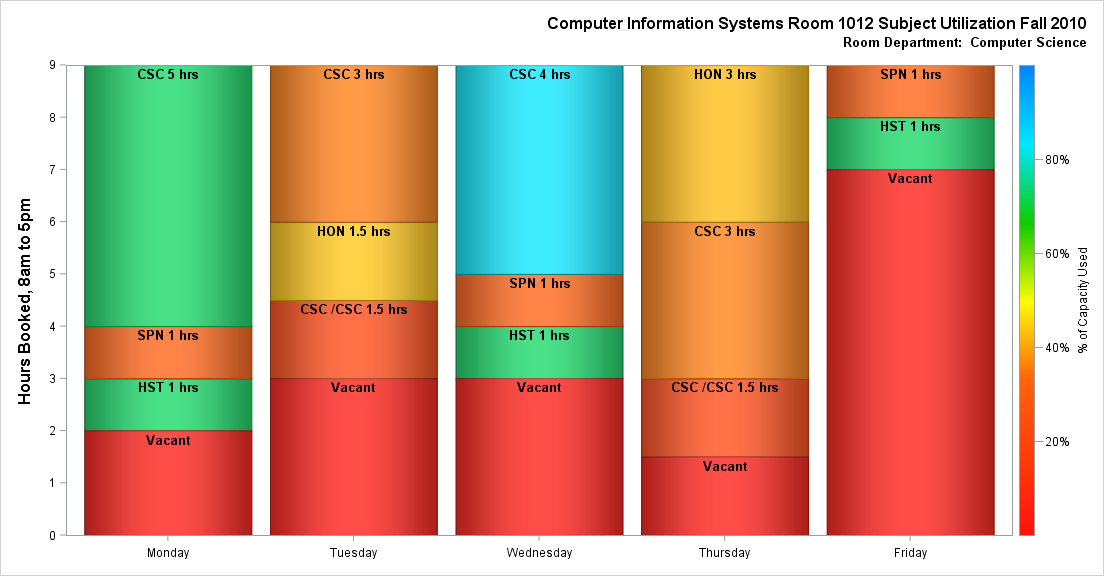 Computer Information Systems Room 1012 Subject Utilization Fall 2010
Room Department:  Computer Science
Hours Booked, 8am to 5pm
9
8
7
6
5
4
3
2
1
0
CSC 5 hrs
SPN 1 hrs
HST 1 hrs
Vacant
CSC 3 hrs
HON 1.5 hrs
CSC /CSC 1.5 hrs
Vacant
CSC 4 hrs
SPN 1 hrs
HST 1 hrs
Vacant
HON 3 hrs
CSC 3 hrs
CSC /CSC 1.5 hrs
Vacant
SPN 1 hrs
HST 1 hrs
Vacant
Monday
Tuesday
Wednesday
Thursday
Friday
80%
60%
40%
20%
% of Capacity Used